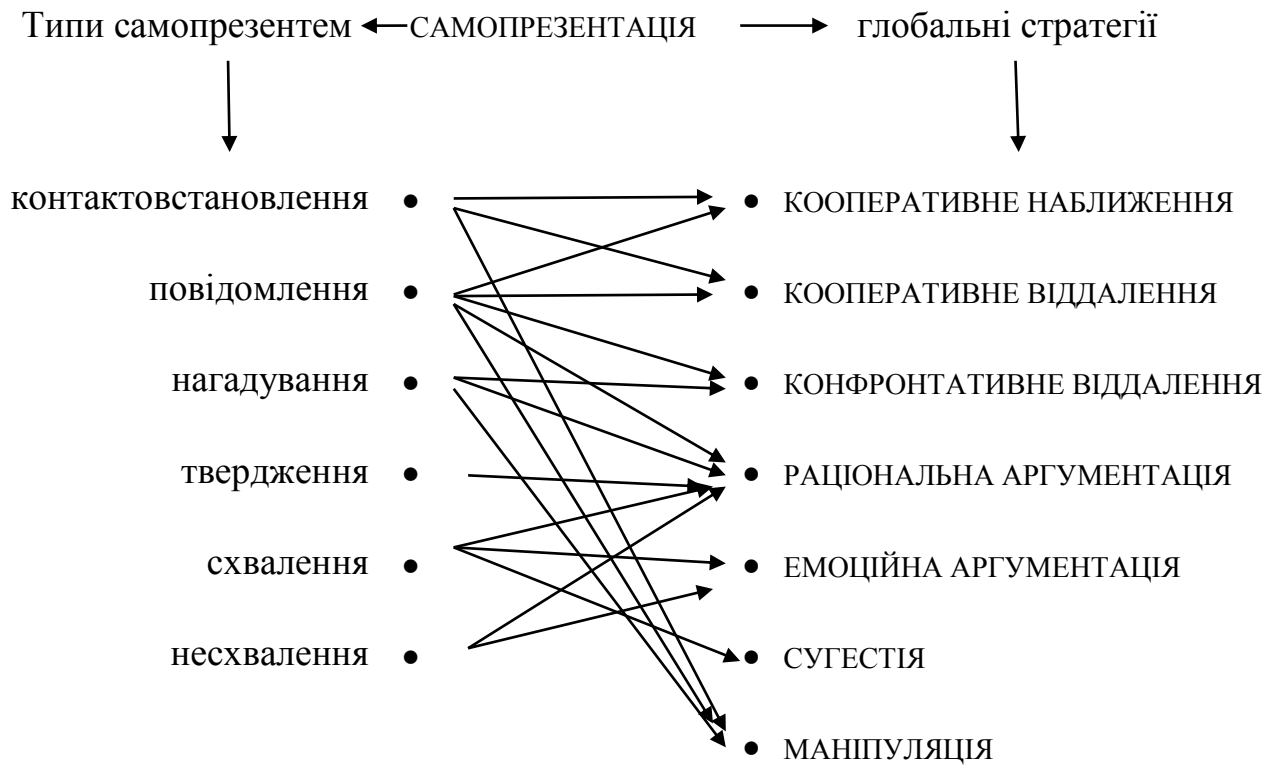 Типи самопрезентем САМОПРЕЗЕНТАЦІЯ глобальні стратегії
контактовстановлення • • КООПЕРАТИВНЕ НАБЛИЖЕННЯ
повідомлення • • КООПЕРАТИВНЕ ВІДДАЛЕННЯ
нагадування • • КОНФРОНТАТИВНЕ ВІДДАЛЕННЯ
твердження • • РАЦІОНАЛЬНА АРГУМЕНТАЦІЯ
схвалення • • ЕМОЦІЙНА АРГУМЕНТАЦІЯ
несхвалення • • СУГЕСТІЯ
• МАНІПУЛЯЦІЯ